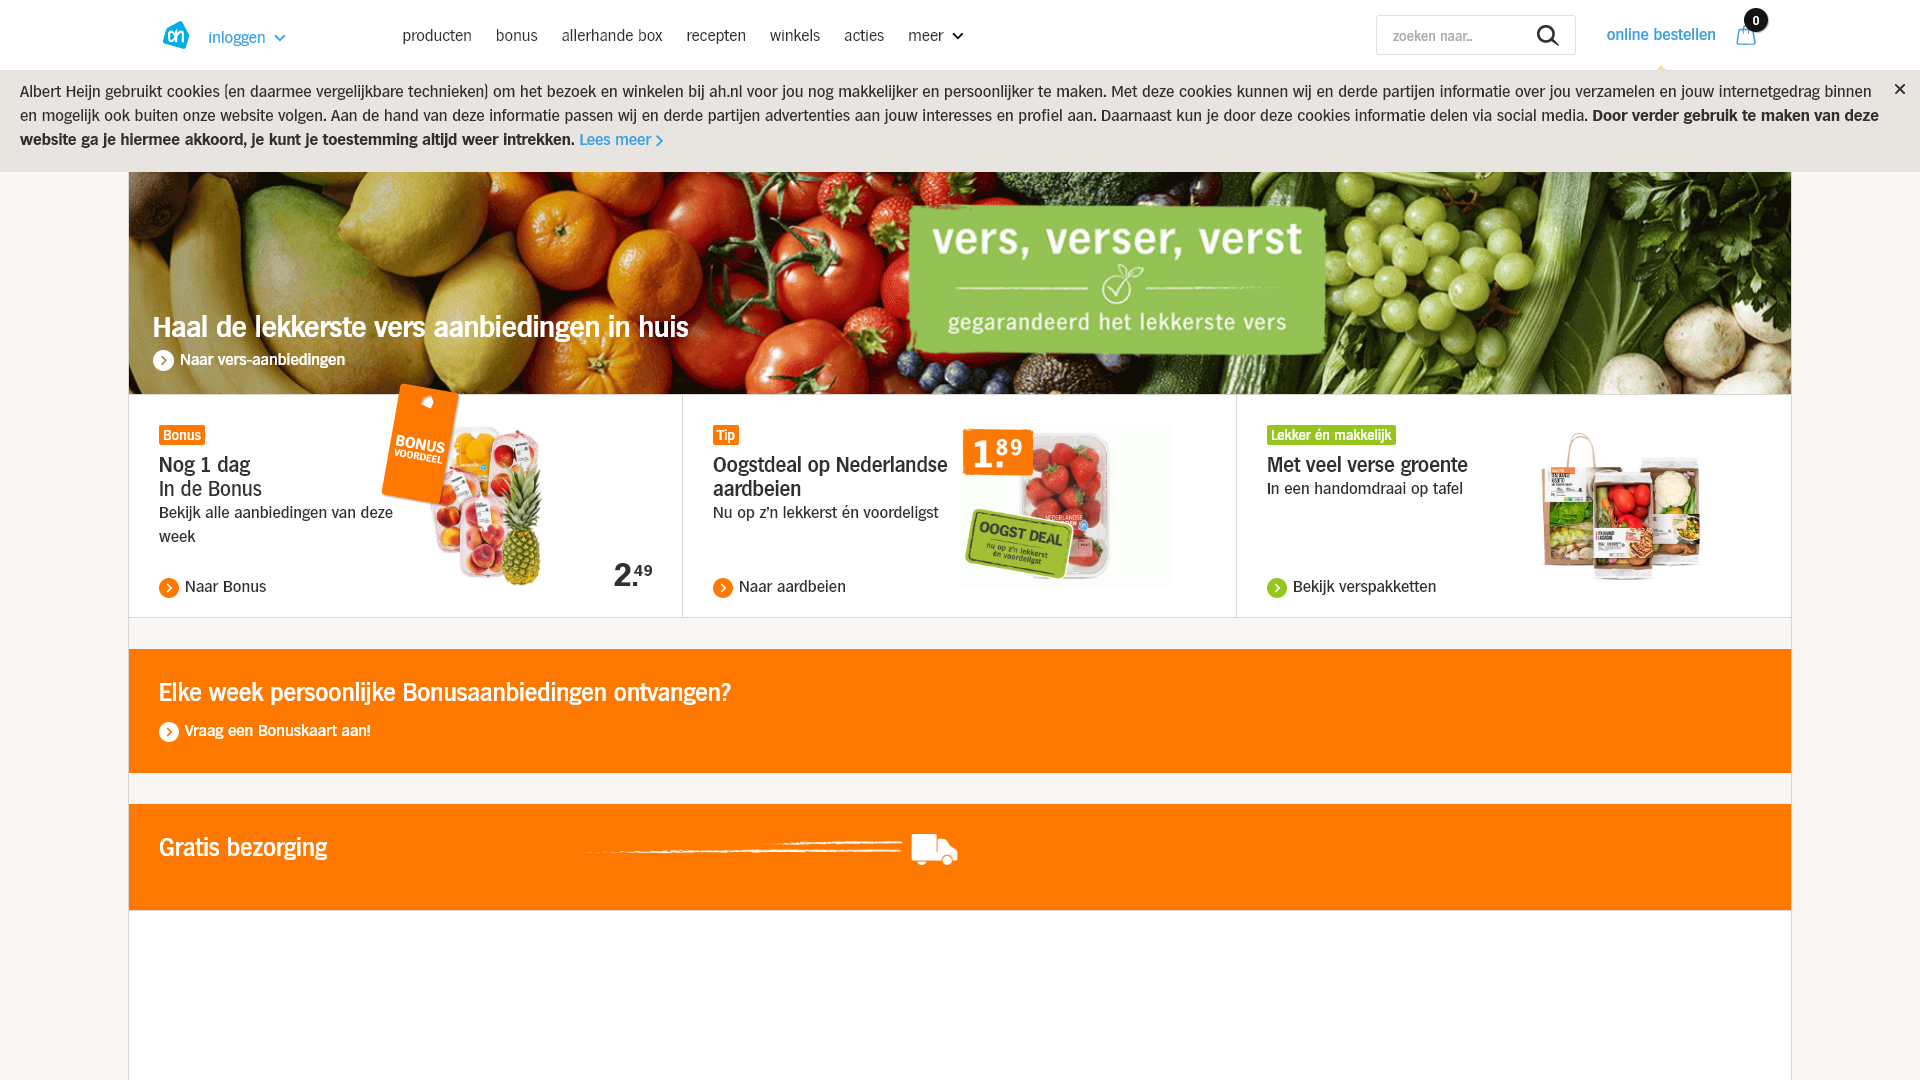 inloggen
producten
bonus
allerhande box
recepten
winkels
acties
meer
zoeken naar..
online bestellen
0
Albert Heijn gebruikt cookies (en daarmee vergelijkbare technieken) om het bezoek en winkelen bij ah.nl voor jou nog makkelijker en persoonlijker te maken. Met deze cookies kunnen wij en derde partijen informatie over jou verzamelen en jouw internetgedrag binnen
en mogelijk ook buiten onze website volgen. Aan de hand van deze informatie passen wij en derde partijen advertenties aan jouw interesses en profiel aan. Daarnaast kun je door deze cookies informatie delen via social media. Door verder gebruik te maken van deze
website ga je hiermee akkoord, je kunt je toestemming altijd weer intrekken. Lees meer
vers, verser, verst
gegarandeerd het lekkerste vers
Haal de lekkerste vers aanbiedingen in huis
Naar vers-aanbiedingen
Bonus
Nog 1 dag
In de Bonus
Bekijk alle aanbiedingen van deze
week
Naar Bonus
BONUS
VOORDEEL
2.49
Tip
Oogstdeal op Nederlandse
aardbeien
Nu op z'n lekkerst én voordeligst
Naar aardbeien
1.89
OOGST DEAL
nu op z'n lekkerst
én voordeligst
Lekker én makkelijk
Met veel verse groente
In een handomdraai op tafel
Bekijk verspakketten
Elke week persoonlijke Bonusaanbiedingen ontvangen?
Vraag een Bonuskaart aan!
Gratis bezorging